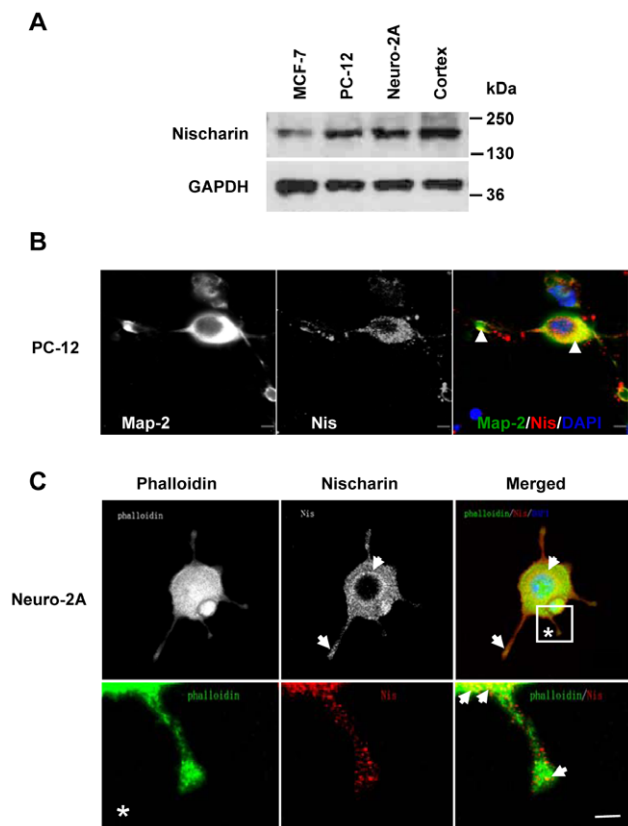 A
MCF-7
PC-12
Neuro-2A
Cortex
kDa
Nischarin
250
130
GAPDH
36
B
PC-12
Map-2
Nis
Map-2/Nis/DAPI
C
Phalloidin
Nischarin
Merged
phalloidin
Nis
phalloidin/Nis/DAPI
Neuro-2A
phalloidin
Nis
phalloidin/Nis
*
*